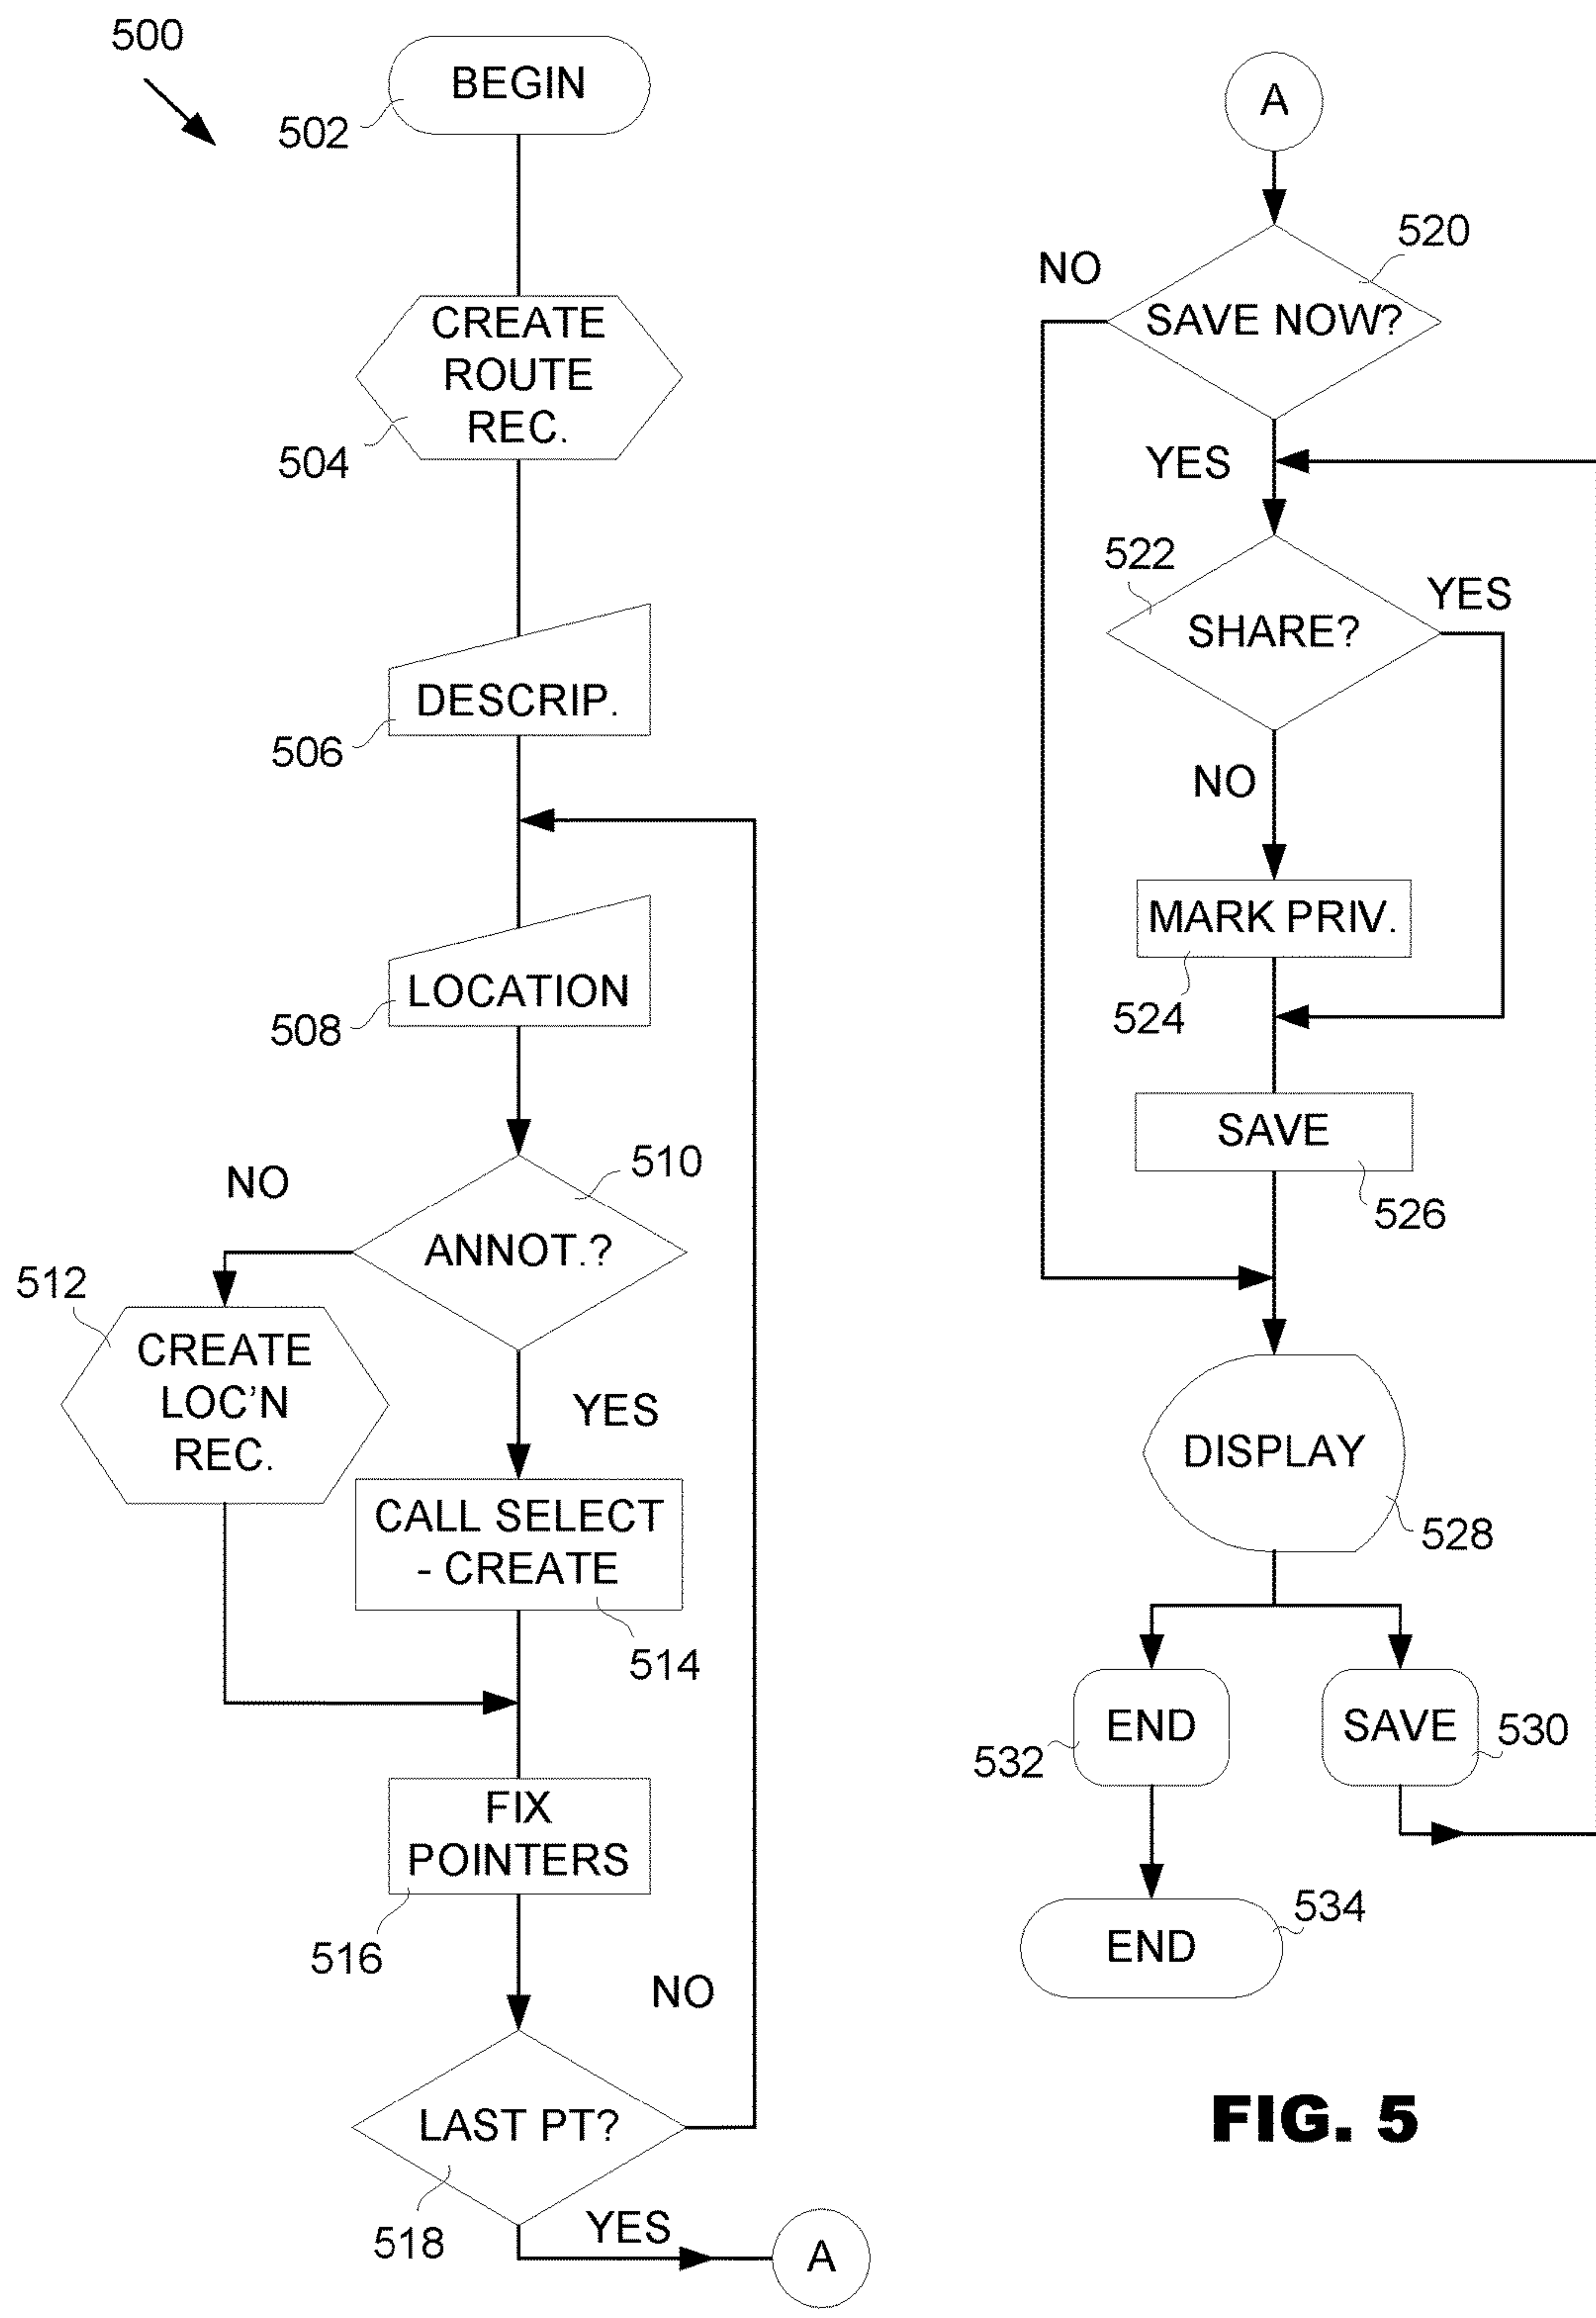 500
BEGIN
502
CREATE
ROUTE
REC.
504
DESCRIP.
506
LOCATION
508
NO
510
ANNOT.?
512
CREATE
LOC'N
REC.
YES
CALL SELECT
- CREATE
514
FIX
POINTERS
516
NO
LAST PT?
518
YES
A
A
520
NO
SAVE NOW?
YES
522
YES
SHARE?
NO
MARK PRIV.
524
SAVE
526
DISPLAY
528
END
SAVE
532
530
534
END
FIG. 5